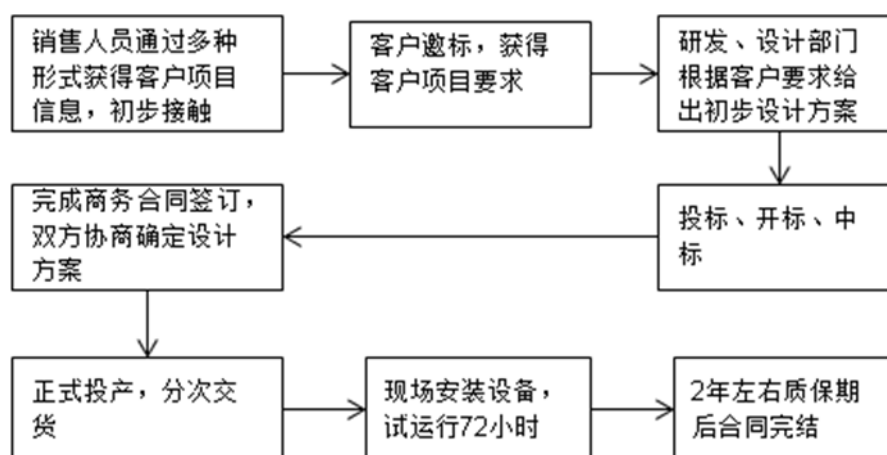 销售人员通过多种
形式获得客户项目
信息，初步接触
客户邀标，获得
客户项目要求
研发、设计部门
根据客户要求给
出初步设计方案
投标、开标、中
标
完成商务合同签订，
双方协商确定设计
方案
正式投产，分次交
货
现场安装设备，
试运行72小时
2年左右质保期
后合同完结